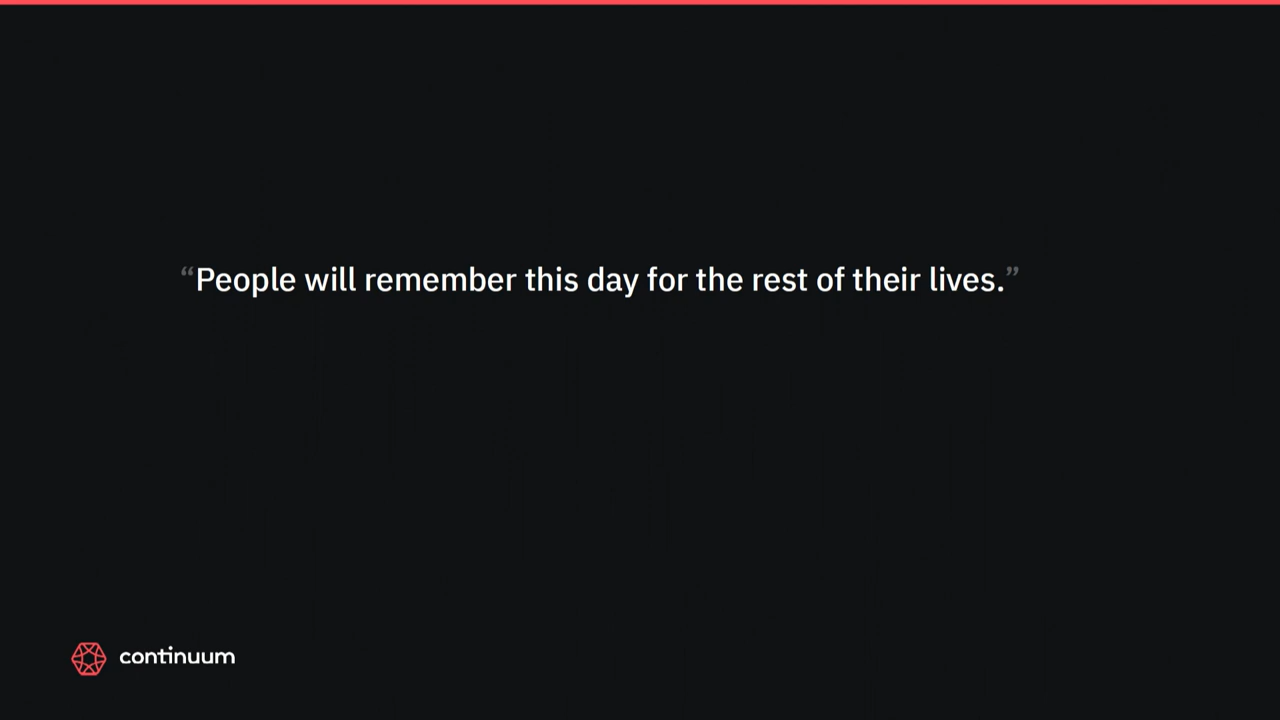 “People will remember this day for the rest of their lives.”
continuum